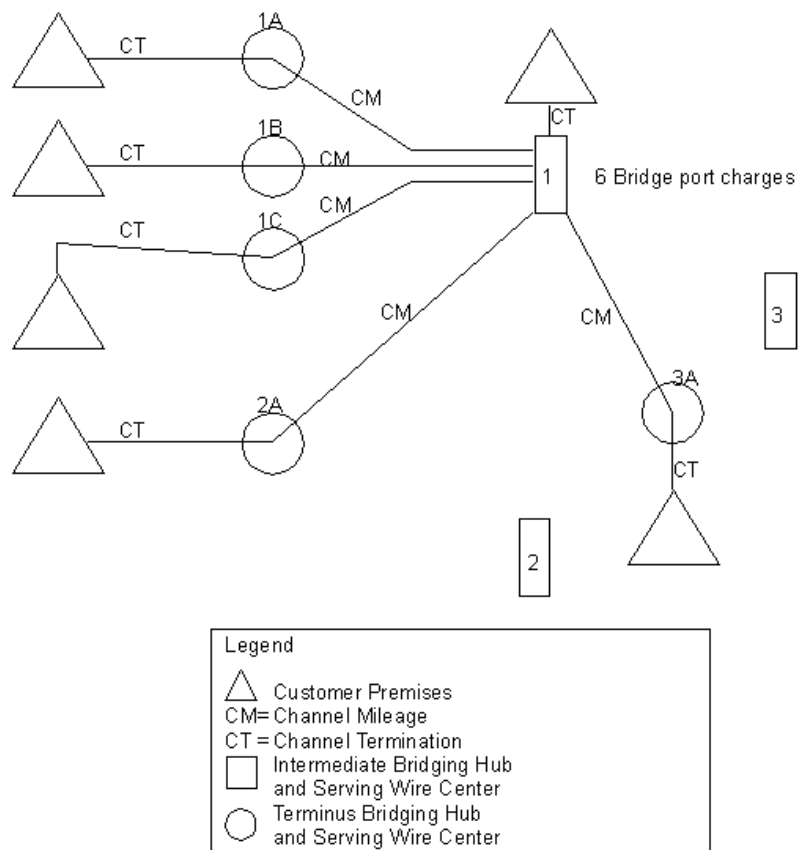 1A
CT
CM
CT
1B
CT
CM
1
6 Bridge port charges
1C
CT
CM
3
CM
CM
2A
3A
CT
CT
2
Legend
Customer Premises
CM= Channel Mileage
CT = Channel Termination
Intermediate Bridging Hub
and Serving Wire Center
Terminus Bridging Hub
and Serving Wire Center